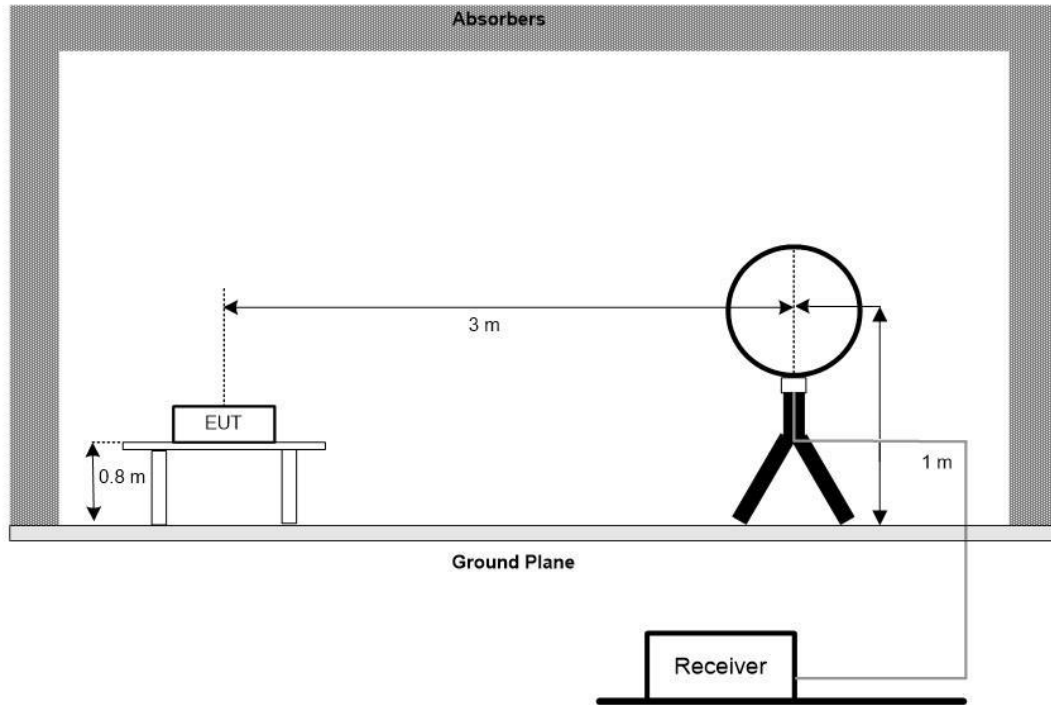 Absorbers
3 m
EUT
0.8 m
1 m
Ground Plane
Receiver